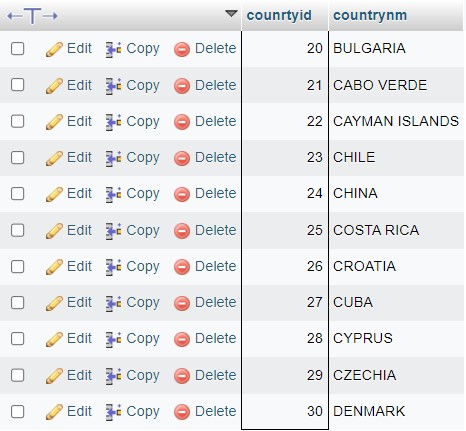 counrtyid countrynm
Edit Copy Delete 20 BULGARIA
Edit Copy Delete 21 CABO VERDE
Edit Copy Delete 22 CAYMAN ISLANDS
Edit Copy Delete 23 CHILE
Edit Copy Delete 24 CHINA
Edit Copy Delete 25 COSTA RICA
Edit Copy Delete 26 CROATIA
Edit Copy Delete 27 CUBA
Edit Copy Delete 28 CYPRUS
Edit Copy Delete 29 CZECHIA
Edit Copy Delete 30 DENMARK